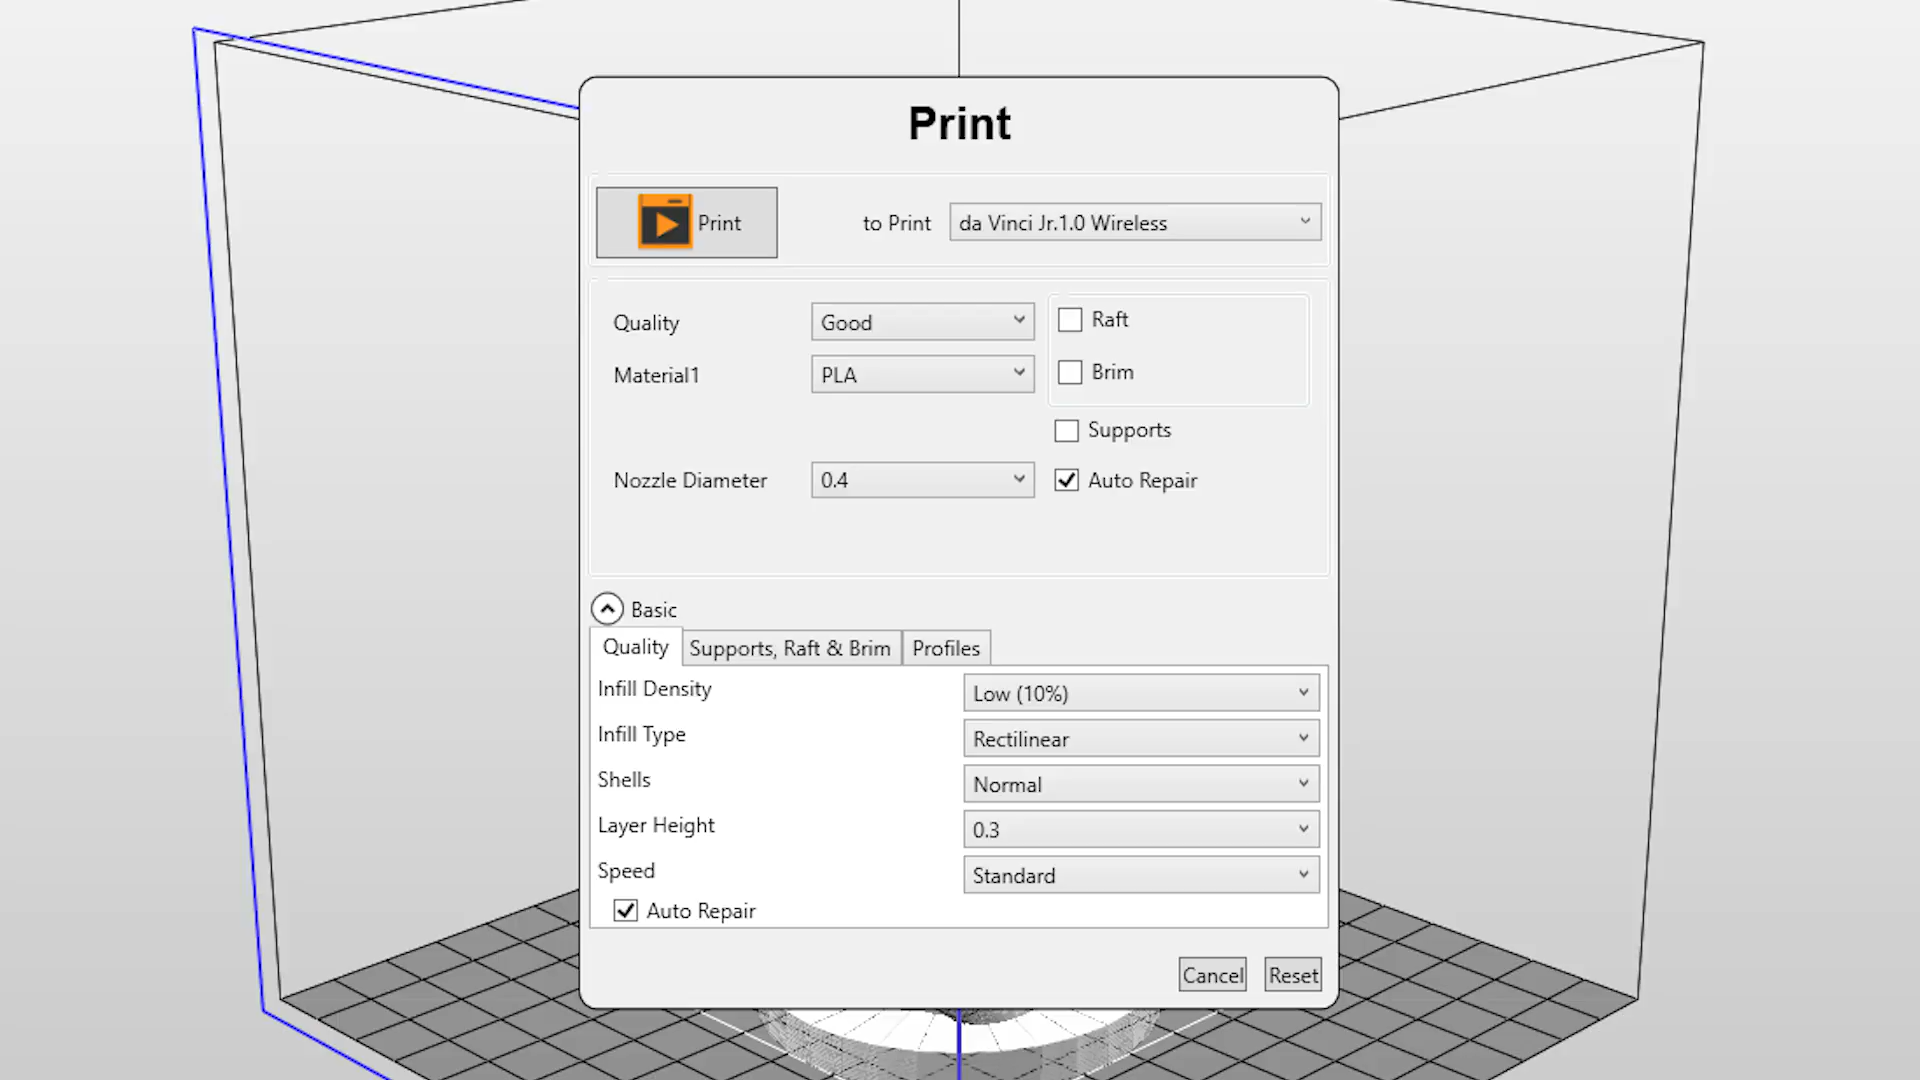 Print
Print to Print da Vinci Jr.1.0 Wireless
Quality Good Raft
Material1 PLA Brim
Supports
Nozzle Diameter 0.4 Auto Repair
Basic
Quality Supports, Raft & Brim Profiles
Infill Density Low (10%)
Infill Type Rectilinear
Shells Normal
Layer Height 0.3
Speed Standard
Auto Repair
Cancel Reset